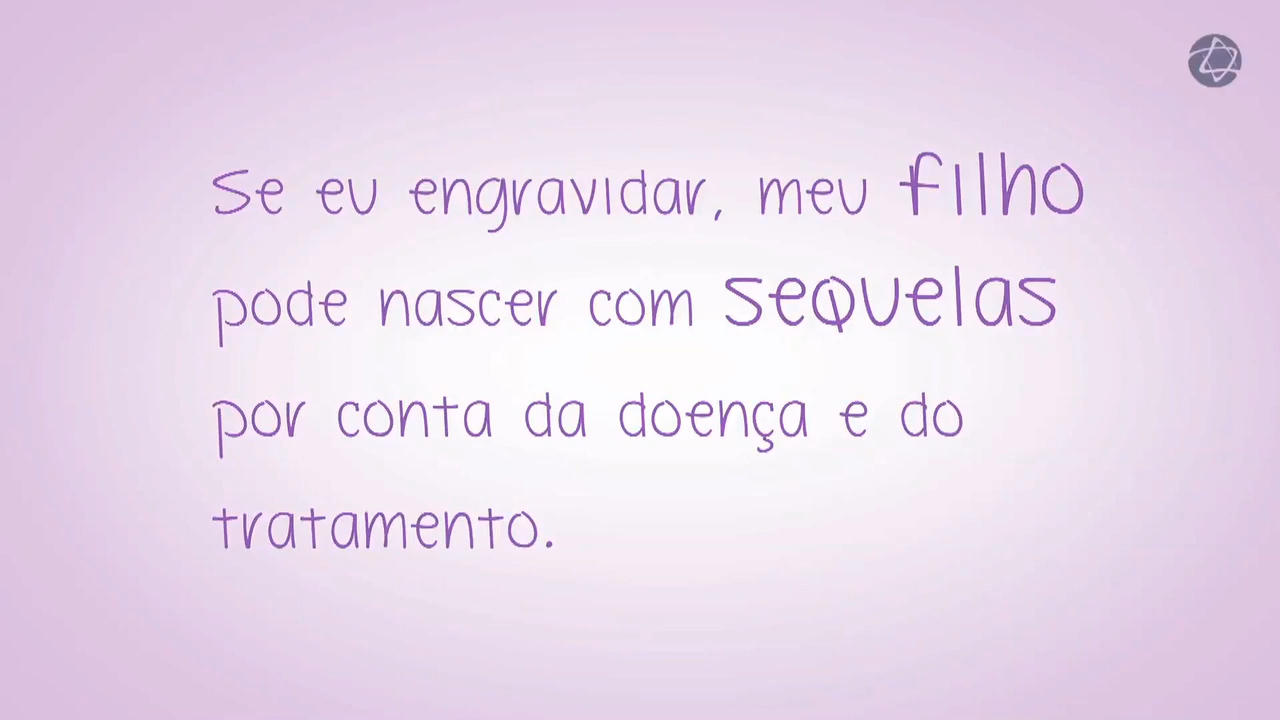 Se eu engravidar, meu filho
pode nascer com sequelas
por conta da doença e do
tratamento.